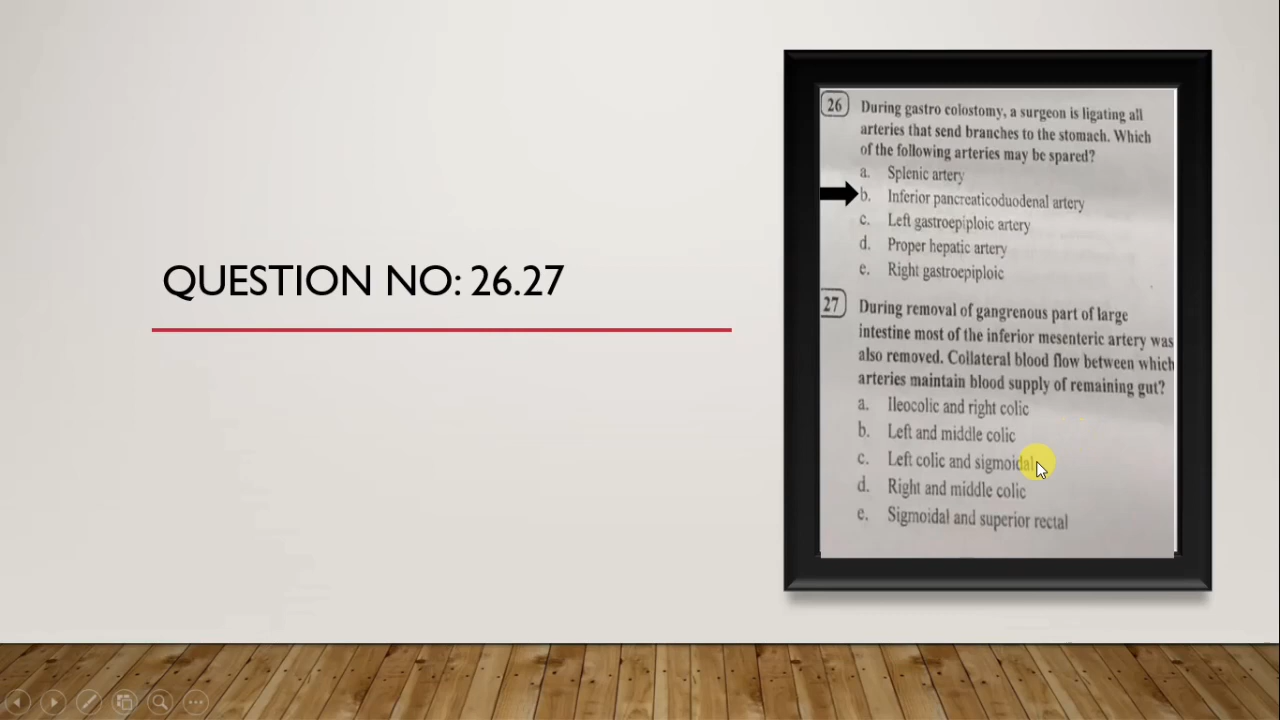 QUESTION NO: 26.27
26 During gastro colostomy, a surgeon is ligating all
arteries that send branches to the stomach. Which
of the following arteries may be spared?
a. Splenic artery
b. Inferior pancreaticoduodenal artery
c. Left gastroepiploic artery
d. Proper hepatic artery
e. Right gastroepiploic
27 During removal of gangrenous part of large
intestine most of the inferior mesenteric artery was
also removed. Collateral blood flow between which
arteries maintain blood supply of remaining gut?
a. Ileocolic and right colic
b. Left and middle colic
c. Left colic and sigmoidal
d. Right and middle colic
e. Sigmoidal and superior rectal